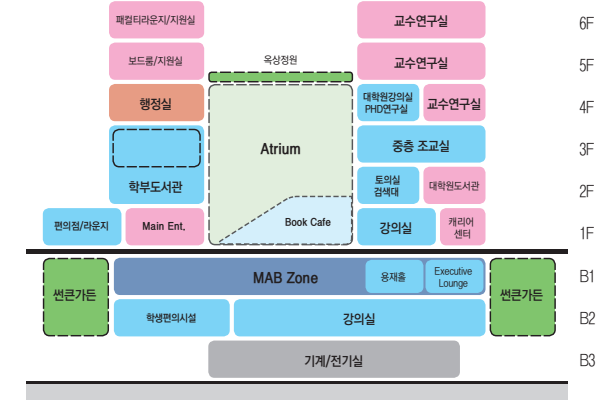 패컬티라운지/지원실
교수연구실
6F
보드룸/지원실
옥상정원
교수연구실
5F
행정실
대학원강의실
PHD연구실
교수연구실
4F
Atrium
중층 조교실
3F
학부도서관
토의실
검색대
대학원도서관
2F
편의점/라운지
Main Ent.
Book Cafe
강의실
캐리어
센터
1F
썬큰가든
MAB Zone
용재홀
Executive
Lounge
썬큰가든
B1
학생편의시설
강의실
B2
기계/전기실
B3